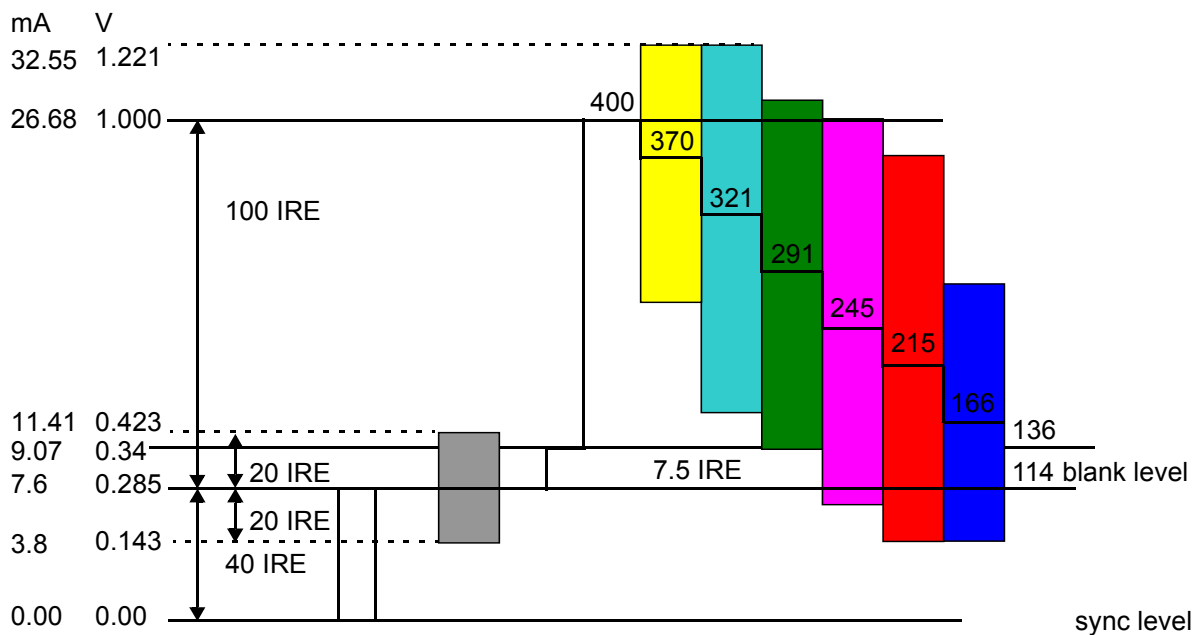 mA V
32.55 1.221
26.68 1.000
400
370
100 IRE
321
291
245
215
166
11.41 0.423
136
9.07 0.34
20 IRE
7.5 IRE
7.6 0.285
114 blank level
20 IRE
3.8 0.143
40 IRE
0.00 0.00
sync level